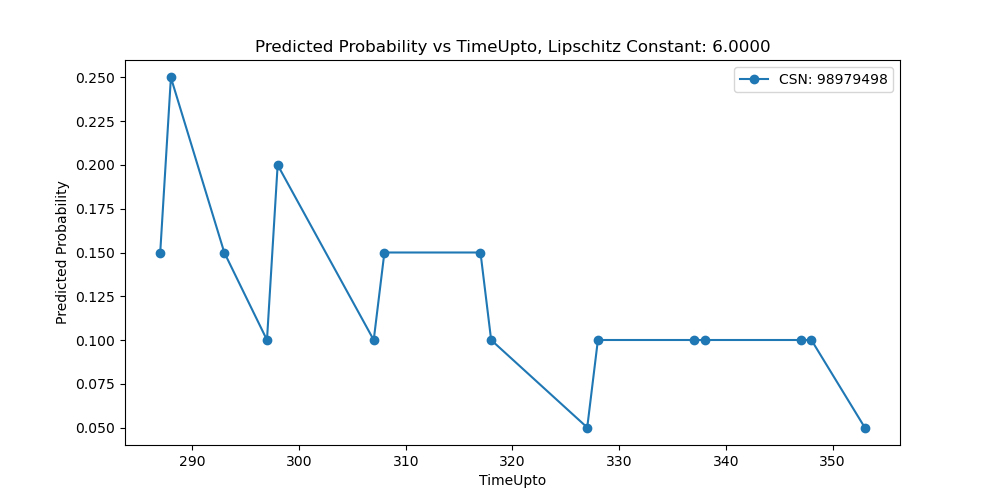 Predicted Probability vs TimeUpto, Lipschitz Constant: 6.0000
CSN: 98979498
Predicted Probability
0.250
0.225
0.200
0.175
0.150
0.125
0.100
0.075
0.050
290 300 310 320 330 340 350
TimeUpto